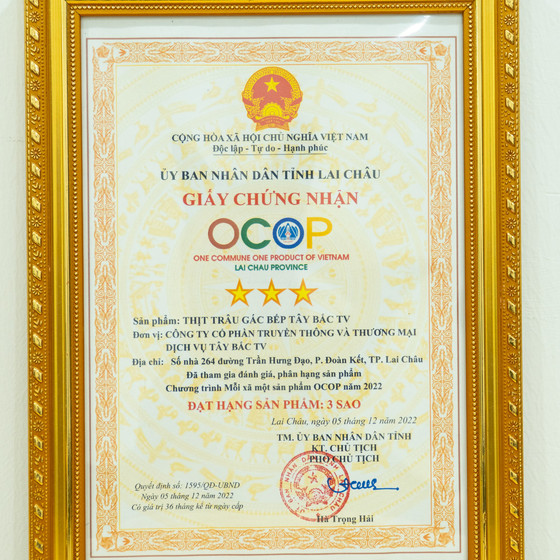 CỘNG HÒA XÃ HỘI CHỦ NGHĨA VIỆT NAM
Độc lập - Tự do - Hạnh phúc
ỦY BAN NHÂN DÂN TỈNH LAI CHÂU
GIẤY CHỨNG NHẬN
OCOP
ONE COMMUNE ONE PRODUCT OF VIETNAM
LAI CHAU PROVINCE
Sản phẩm: THỊT TRÂU GÁC BẾP TÂY BẮC TV
Đơn vị: CÔNG TY CỔ PHẦN TRUYỀN THÔNG VÀ THƯƠNG MẠI
DỊCH VỤ TÂY BẮC TV
Địa chỉ: Số nhà 264 đường Trần Hưng Đạo, P. Đoàn Kết, TP. Lai Châu
Đã tham gia đánh giá, phân hạng sản phẩm
Chương trình Mỗi xã một sản phẩm OCOP năm 2022
ĐẠT HẠNG SẢN PHẨM: 3 SAO
Lai Châu, ngày 05 tháng 12 năm 2022
TM. ỦY BAN NHÂN DÂN TỈNH
KT. CHỦ TỊCH
PHÓ CHỦ TỊCH
Quyết định số: 1595/QĐ-UBND
Ngày 05 tháng 12 năm 2022
Có giá trị 36 tháng kể từ ngày cấp
Hà Trọng Hải